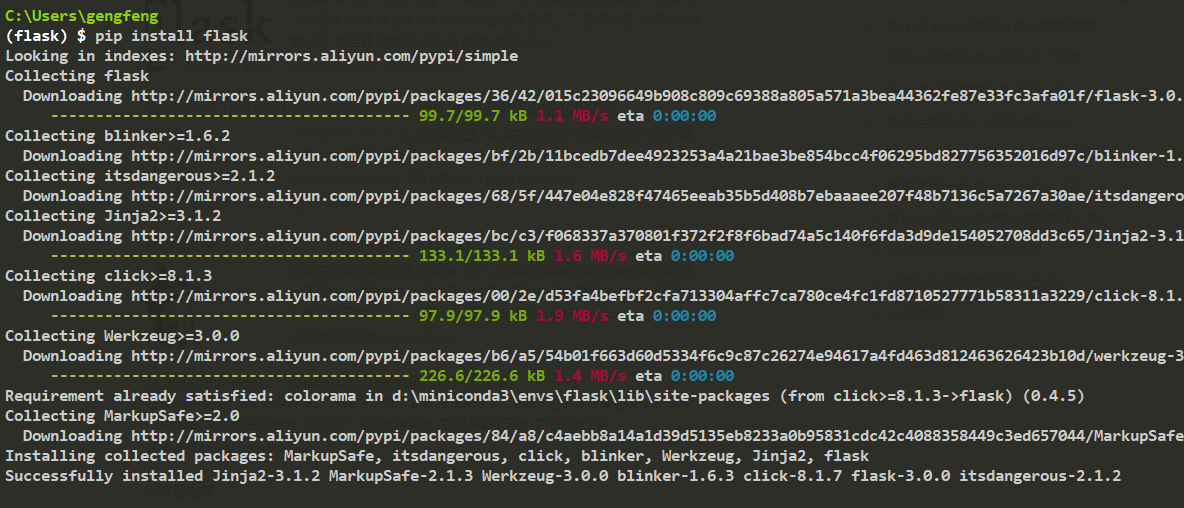 C:\Users\gengfeng
(flask) $ pip install flask
Looking in indexes: http://mirrors.aliyun.com/pypi/simple
Collecting flask
  Downloading http://mirrors.aliyun.com/pypi/packages/36/42/015c23096649b908c809c69388a805a571a3bea44362fe87e33fc3afa01f/flask-3.0.
     ---------------------------------------- 99.7/99.7 kB 1.1 MB/s eta 0:00:00
Collecting blinker>=1.6.2
  Downloading http://mirrors.aliyun.com/pypi/packages/bf/2b/11bcedb7dee4923253a4a21bae3be854bcc4f06295bd827756352016d97c/blinker-1.
Collecting itsdangerous>=2.1.2
  Downloading http://mirrors.aliyun.com/pypi/packages/68/5f/447e04e828f47465eeab35b5d408b7ebaaaee207f48b7136c5a7267a30ae/itsdangero
Collecting Jinja2>=3.1.2
  Downloading http://mirrors.aliyun.com/pypi/packages/bc/c3/f068337a370801f372f2f8f6bad74a5c140f6fda3d9de154052708dd3c65/Jinja2-3.1
     ---------------------------------------- 133.1/133.1 kB 1.6 MB/s eta 0:00:00
Collecting click>=8.1.3
  Downloading http://mirrors.aliyun.com/pypi/packages/00/2e/d53fa4befbf2cfa713304affc7ca780ce4fc1fd8710527771b58311a3229/click-8.1.
     ---------------------------------------- 97.9/97.9 kB 1.9 MB/s eta 0:00:00
Collecting Werkzeug>=3.0.0
  Downloading http://mirrors.aliyun.com/pypi/packages/b6/a5/54b01f663d60d5334f6c9c87c26274e94617a4fd463d812463626423b10d/werkzeug-3
     ---------------------------------------- 226.6/226.6 kB 1.4 MB/s eta 0:00:00
Requirement already satisfied: colorama in d:\miniconda3\envs\flask\lib\site-packages (from click>=8.1.3->flask) (0.4.5)
Collecting MarkupSafe>=2.0
  Downloading http://mirrors.aliyun.com/pypi/packages/84/a8/c4aebb8a14a1d39d5135eb8233a0b95831cdc42c4088358449c3ed657044/MarkupSafe
Installing collected packages: MarkupSafe, itsdangerous, click, blinker, Werkzeug, Jinja2, flask
Successfully installed Jinja2-3.1.2 MarkupSafe-2.1.3 Werkzeug-3.0.0 blinker-1.6.3 click-8.1.7 flask-3.0.0 itsdangerous-2.1.2